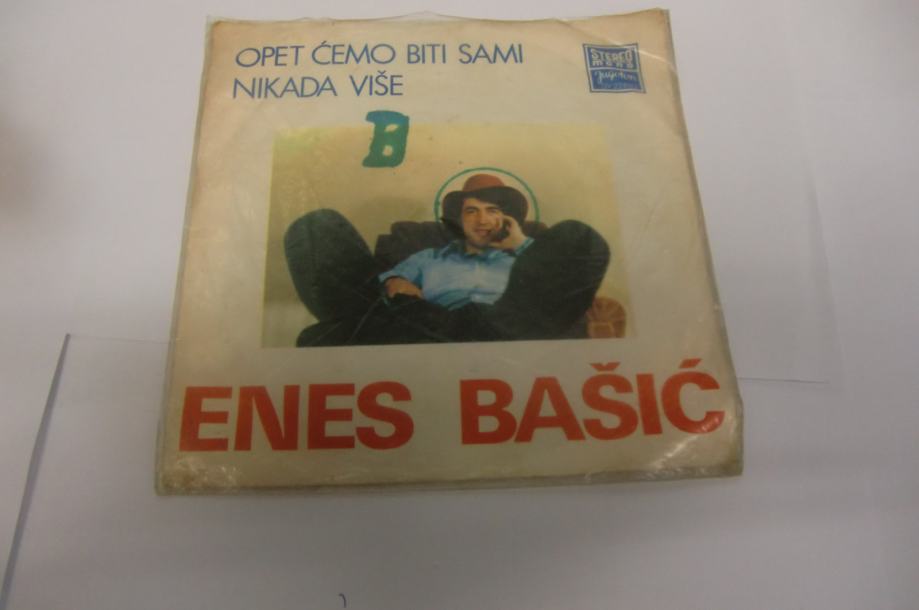 OPET ĆEMO BITI SAMI
NIKADA VIŠE
STEREO
mono
Jugoton
B
ENES BAŠIĆ